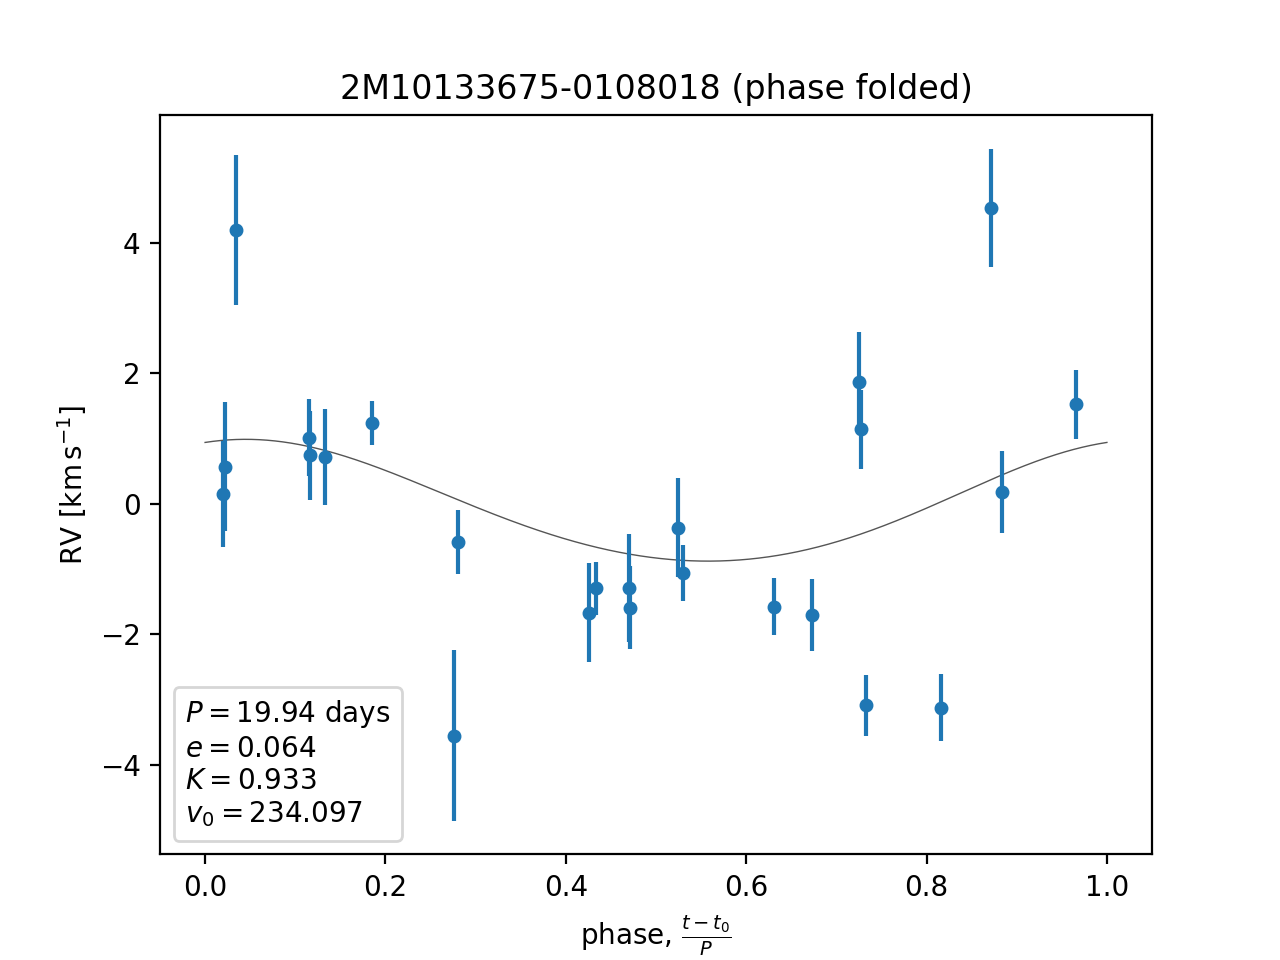 2M10133675-0108018 (phase folded)
RV [km s⁻¹]
4
2
0
−2
−4
P = 19.94 days
e = 0.064
K = 0.933
v₀ = 234.097
0.0 0.2 0.4 0.6 0.8 1.0
phase, (t − t₀)/P